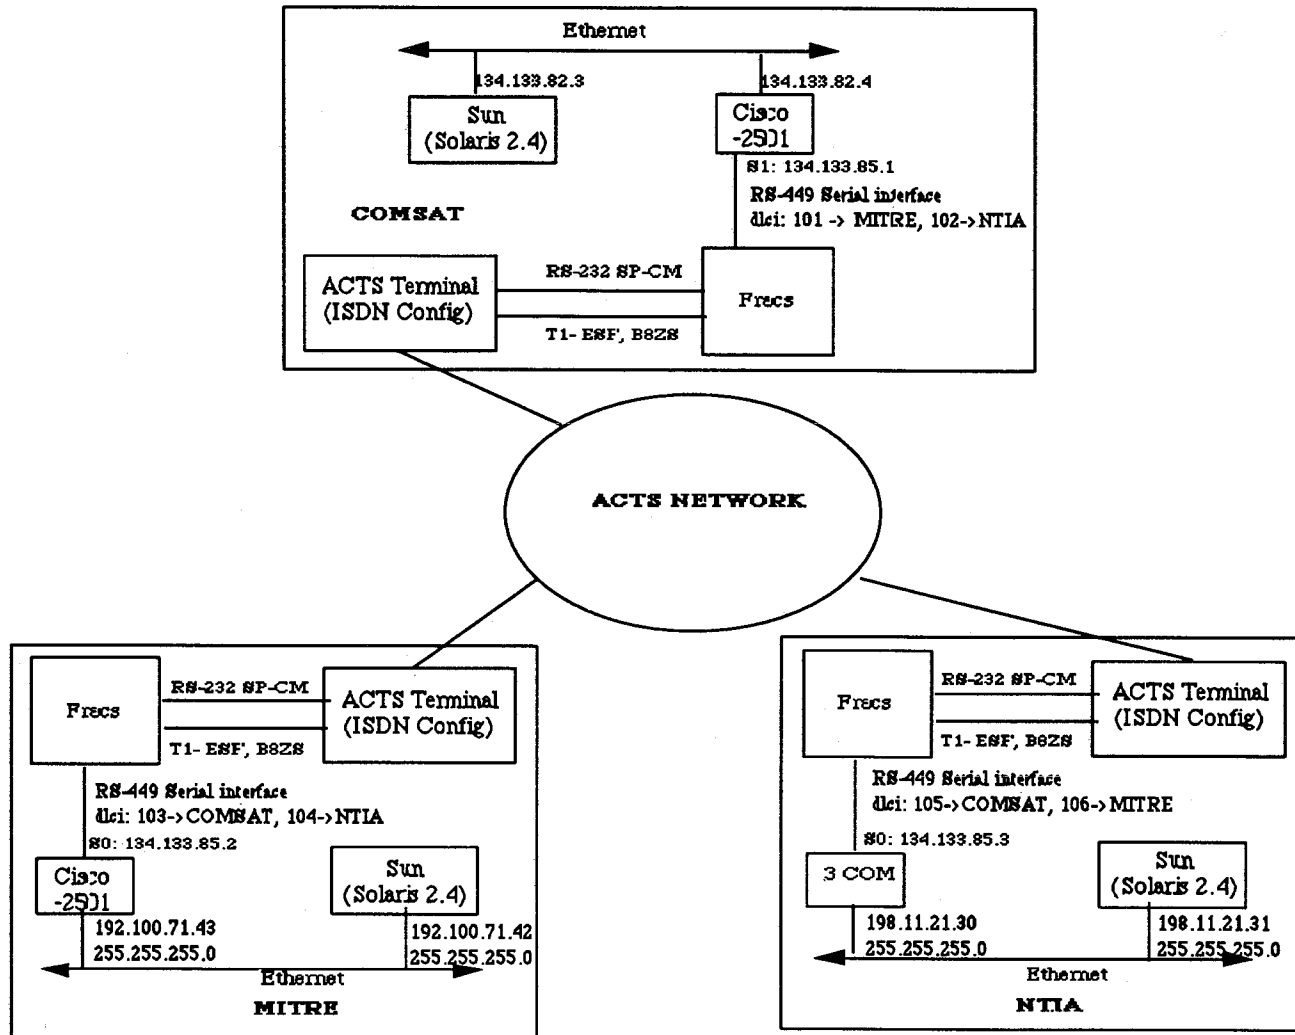 Ethernet
134.133.82.3
134.133.82.4
Sun
(Solaris 2.4)
Cisco
-2501
S1: 134.133.85.1
RS-449 Serial interface
dlci: 101 -> MITRE, 102->NTIA
COMSAT
ACTS Terminal
(ISDN Config)
RS-232 SP-CM
T1- ESF, B8ZS
Fracs
ACTS NETWORK
Fracs
RS-232 SP-CM
T1- ESF, B8ZS
ACTS Terminal
(ISDN Config)
RS-449 Serial interface
dlci: 103->COMSAT, 104->NTIA
S0: 134.133.85.2
Cisco
-2501
Sun
(Solaris 2.4)
192.100.71.43
255.255.255.0
192.100.71.42
255.255.255.0
Ethernet
MITRE
Fracs
RS-232 SP-CM
T1- ESF, B8ZS
ACTS Terminal
(ISDN Config)
RS-449 Serial interface
dlci: 105->COMSAT, 106->MITRE
S0: 134.133.85.3
3 COM
Sun
(Solaris 2.4)
198.11.21.30
255.255.255.0
198.11.21.31
255.255.255.0
Ethernet
NTIA